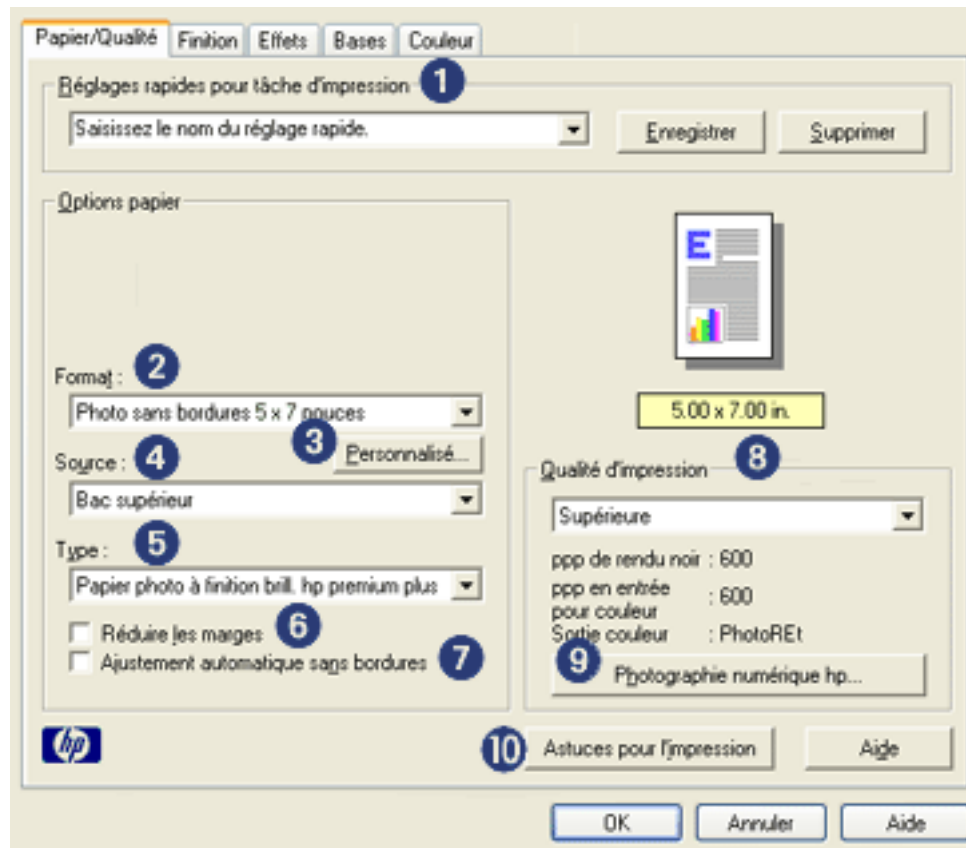 Papier/Qualité Finition Effets Bases Couleur
Réglages rapides pour tâche d'impression 1
Saisissez le nom du réglage rapide. Enregistrer Supprimer
Options papier
E
Format : 2
Photo sans bordures 5 x 7 pouces
5.00 x 7.00 in.
3 Personnalisé...
Source : 4
Qualité d'impression 8
Bac supérieur
Supérieure
Type : 5
ppp de rendu noir : 600
Papier photo à finition brill. hp premium plus
ppp en entrée
pour couleur : 600
Réduire les marges 6
Sortie couleur : PhotoREt
Ajustement automatique sans bordures 7
9 Photographie numérique hp...
hp
10 Astuces pour l'impression Aide
OK Annuler Aide